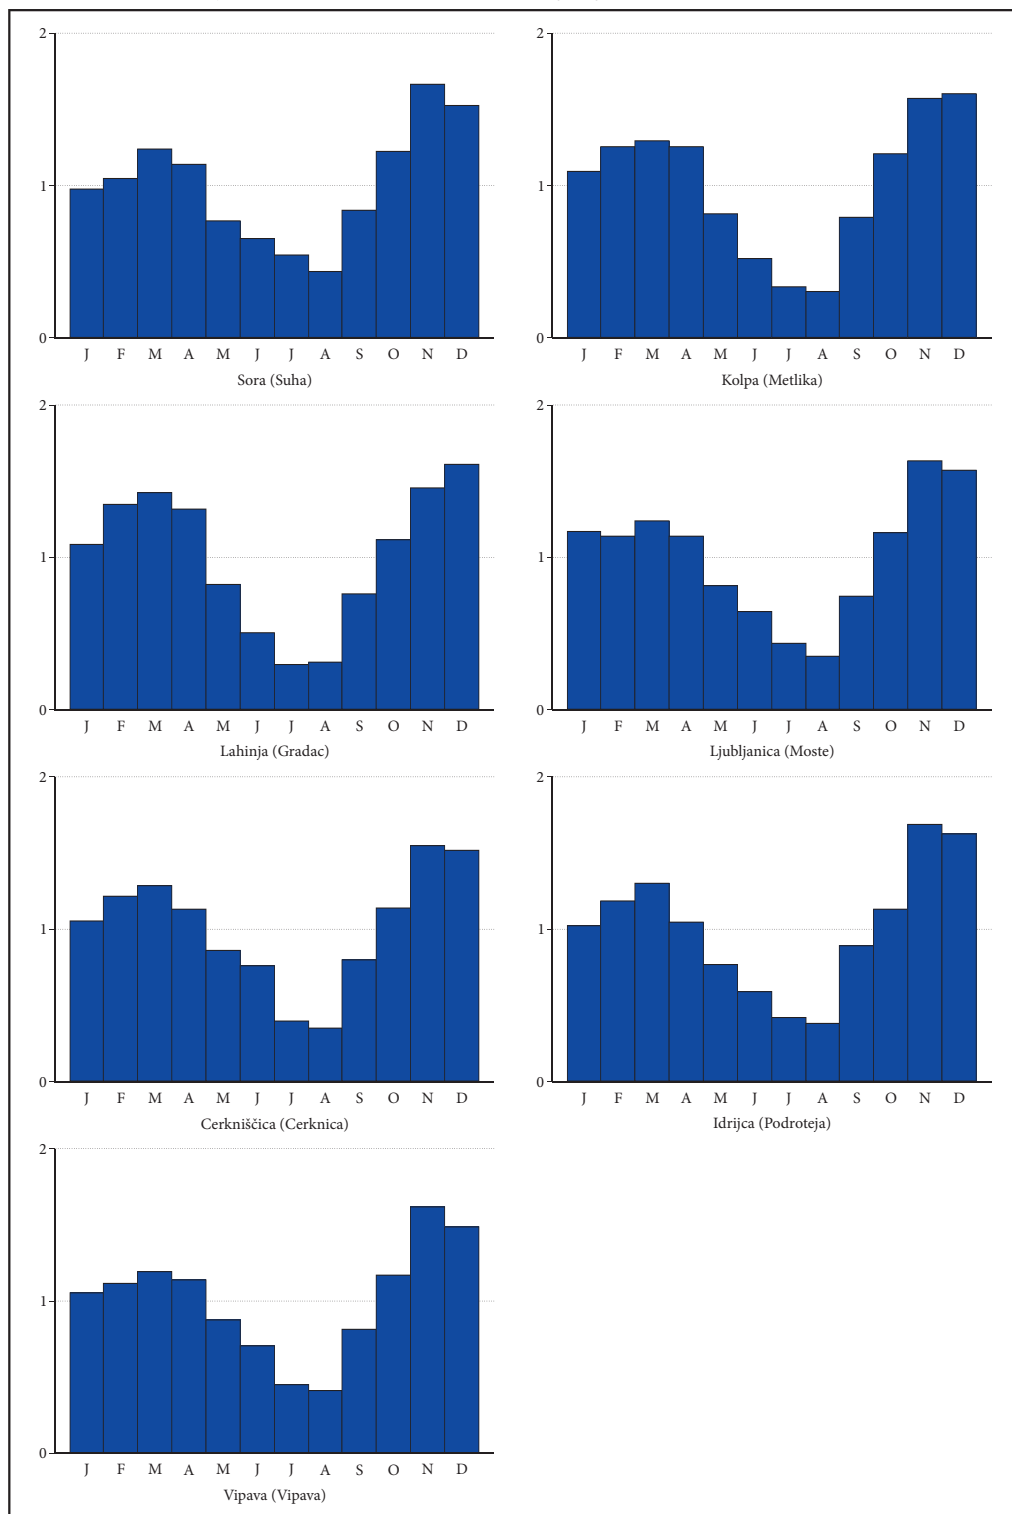 2
1
0
J F M A M J J A S O N D
Sora (Suha)
2
1
0
J F M A M J J A S O N D
Kolpa (Metlika)
2
1
0
J F M A M J J A S O N D
Lahinja (Gradac)
2
1
0
J F M A M J J A S O N D
Ljubljanica (Moste)
2
1
0
J F M A M J J A S O N D
Cerkniščica (Cerknica)
2
1
0
J F M A M J J A S O N D
Idrijca (Podroteja)
2
1
0
J F M A M J J A S O N D
Vipava (Vipava)